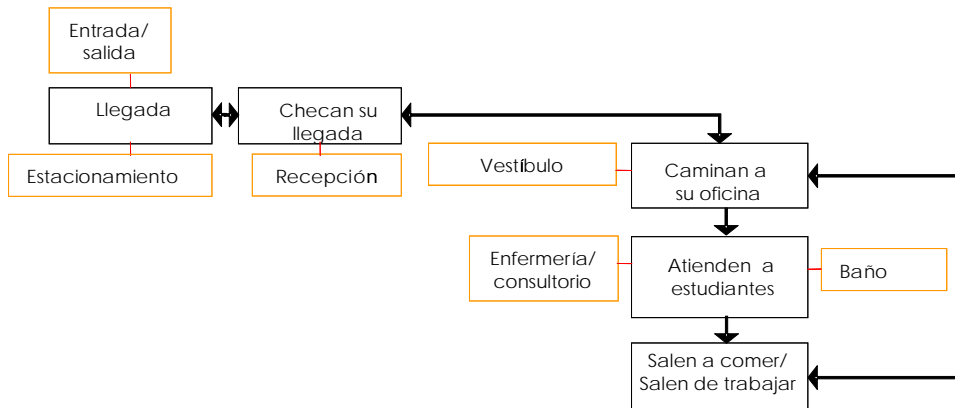 Entrada/
salida
Llegada
Checan su
llegada
Estacionamiento
Recepción
Vestíbulo
Caminan a
su oficina
Enfermería/
consultorio
Atienden a
estudiantes
Baño
Salen a comer/
Salen de trabajar